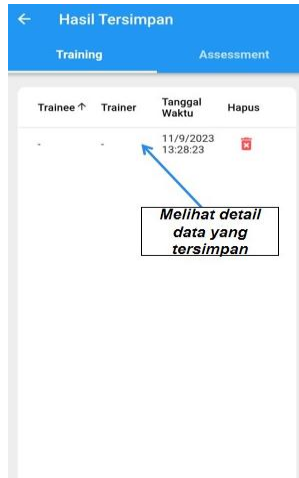 ← Hasil Tersimpan
Training Assessment
Trainee ↑ Trainer Tanggal Waktu Hapus
- - 11/9/2023 13:28:23
Melihat detail
data yang
tersimpan